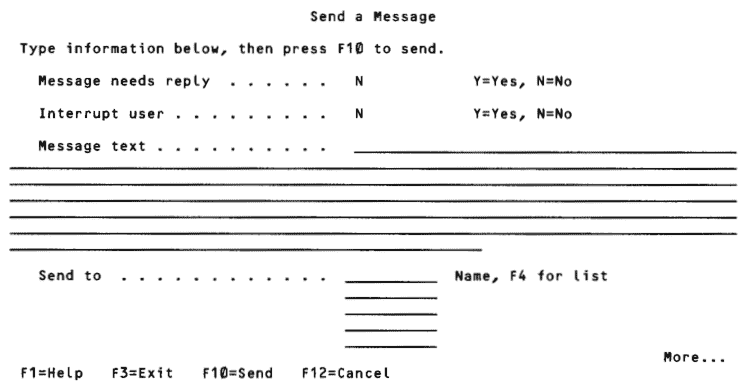 Send a Message
Type information below, then press F10 to send.
Message needs reply . . . . . . N Y=Yes, N=No
Interrupt user . . . . . . . . . N Y=Yes, N=No
Message text . . . . . . . . . .
Send to . . . . . . . . . . . . Name, F4 for list
More...
F1=Help F3=Exit F10=Send F12=Cancel